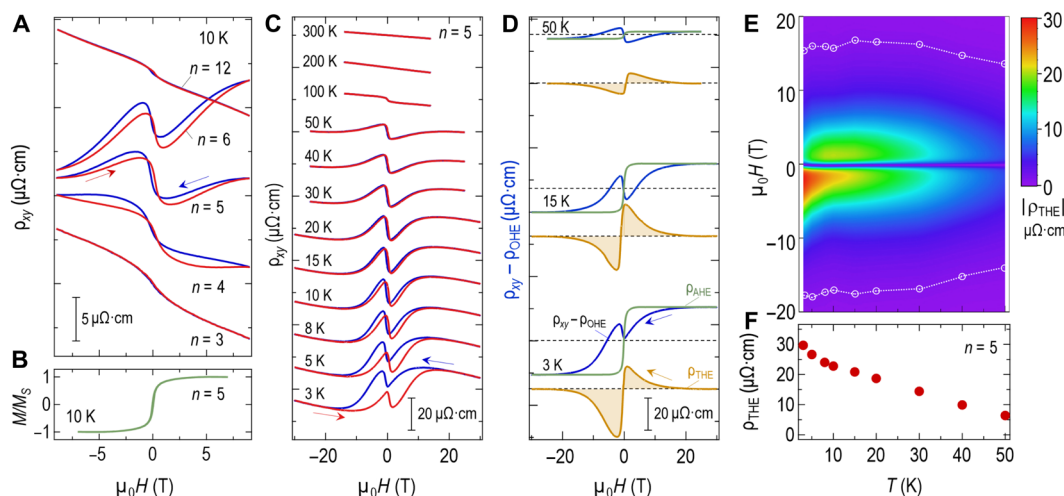 A
10 K
n = 12
n = 6
n = 5
n = 4
n = 3
5 μΩ·cm
ρxy (μΩ·cm)
B
n = 5
10 K
M/MS
1
0
−1
−5
0
5
μ0H (T)
C
n = 5
300 K
200 K
100 K
50 K
40 K
30 K
20 K
15 K
10 K
8 K
5 K
3 K
20 μΩ·cm
ρxy (μΩ·cm)
−20
0
20
μ0H (T)
D
50 K
15 K
3 K
ρAHE
ρxy − ρOHE
ρTHE
20 μΩ·cm
ρxy − ρOHE (μΩ·cm)
−20
0
20
μ0H (T)
E
20
10
0
−10
−20
μ0H (T)
30
20
10
0
|ρTHE|
μΩ·cm
F
n = 5
30
20
10
0
ρTHE (μΩ·cm)
10
20
30
40
50
T (K)